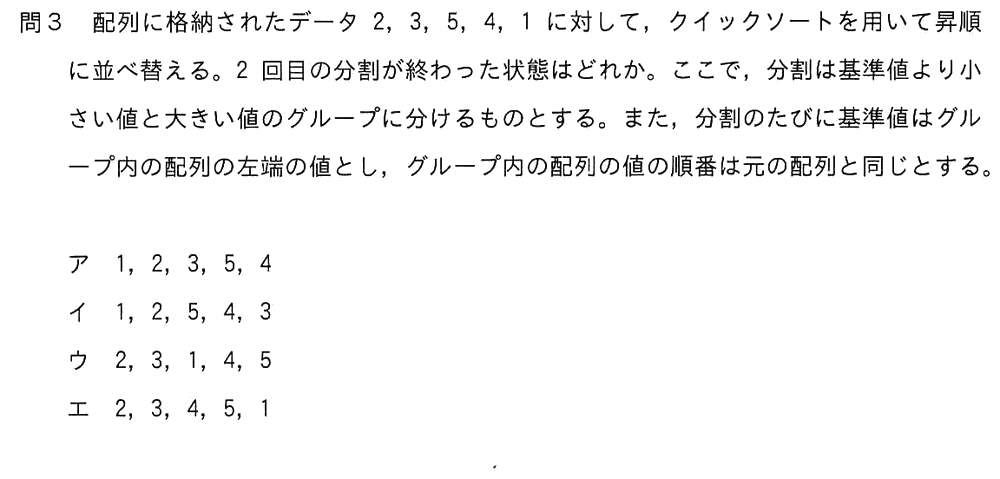 問3 配列に格納されたデータ 2, 3, 5, 4, 1 に対して，クイックソートを用いて昇順
に並べ替える。2 回目の分割が終わった状態はどれか。ここで，分割は基準値より小
さい値と大きい値のグループに分けるものとする。また，分割のたびに基準値はグル
ープ内の配列の左端の値とし，グループ内の配列の値の順番は元の配列と同じとする。
ア 1, 2, 3, 5, 4
イ 1, 2, 5, 4, 3
ウ 2, 3, 1, 4, 5
エ 2, 3, 4, 5, 1